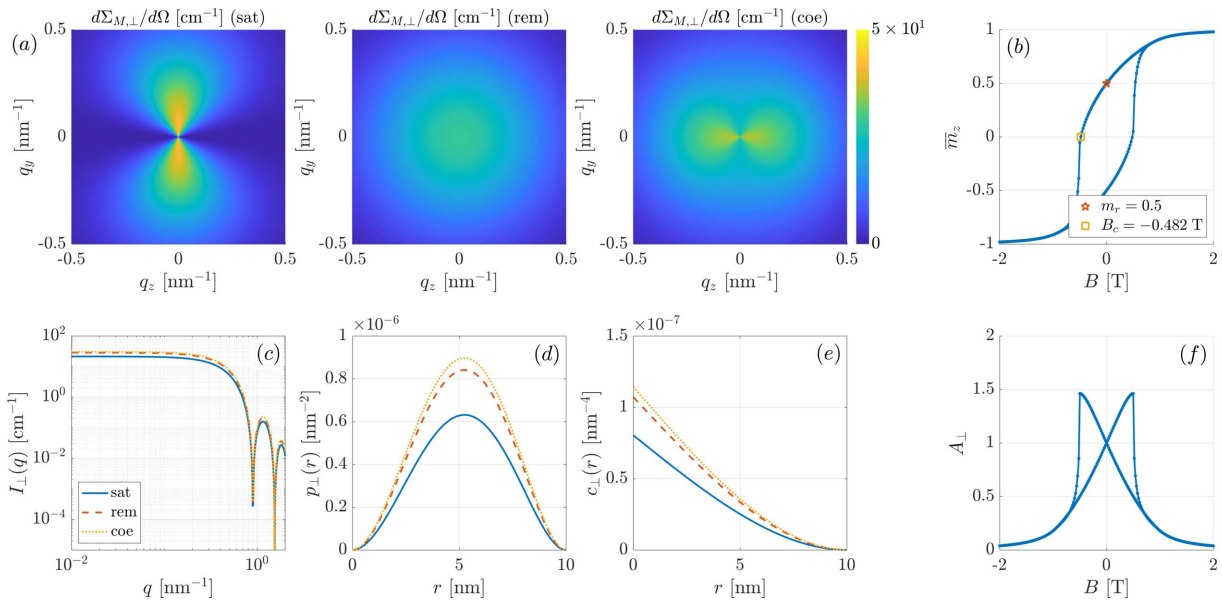 (a)
dΣ_{M,⊥}/dΩ [cm⁻¹] (sat)
0.5
0
-0.5
q_y [nm⁻¹]
-0.5 0 0.5
q_z [nm⁻¹]
dΣ_{M,⊥}/dΩ [cm⁻¹] (rem)
0.5
0
-0.5
q_y [nm⁻¹]
-0.5 0 0.5
q_z [nm⁻¹]
dΣ_{M,⊥}/dΩ [cm⁻¹] (coe)
0.5
0
-0.5
q_y [nm⁻¹]
-0.5 0 0.5
q_z [nm⁻¹]
5 × 10¹
0
(b)
1
0.5
0
-0.5
-1
m̅_z
m_r = 0.5
B_c = −0.482 T
-2 0 2
B [T]
(c)
10²
10⁰
10⁻²
10⁻⁴
I_⊥(q) [cm⁻¹]
sat
rem
coe
10⁻² 10⁰
q [nm⁻¹]
(d)
×10⁻⁶
1
0.8
0.6
0.4
0.2
0
p_⊥(r) [nm⁻²]
0 5 10
r [nm]
(e)
×10⁻⁷
1.5
1
0.5
0
c_⊥(r) [nm⁻⁴]
0 5 10
r [nm]
(f)
2
1.5
1
0.5
0
A_⊥
-2 0 2
B [T]